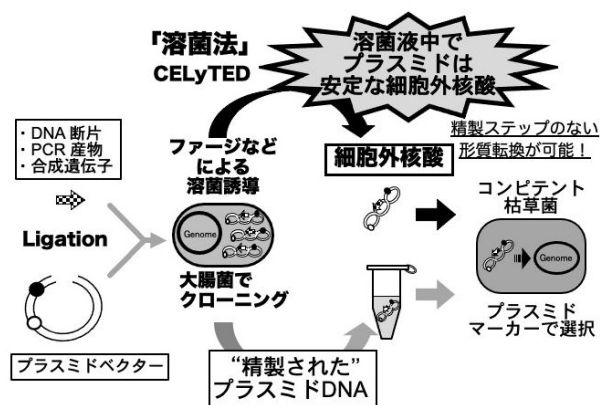 「溶菌法」
CELyTED
溶菌液中で
プラスミドは
安定な細胞外核酸
・DNA 断片
・PCR 産物
・合成遺伝子
Ligation
プラスミドベクター
ファージなど
による
溶菌誘導
Genome
大腸菌で
クローニング
細胞外核酸
精製ステップのない
形質転換が可能！
コンピテント
枯草菌
Genome
プラスミド
マーカーで選択
“精製された”
プラスミドDNA